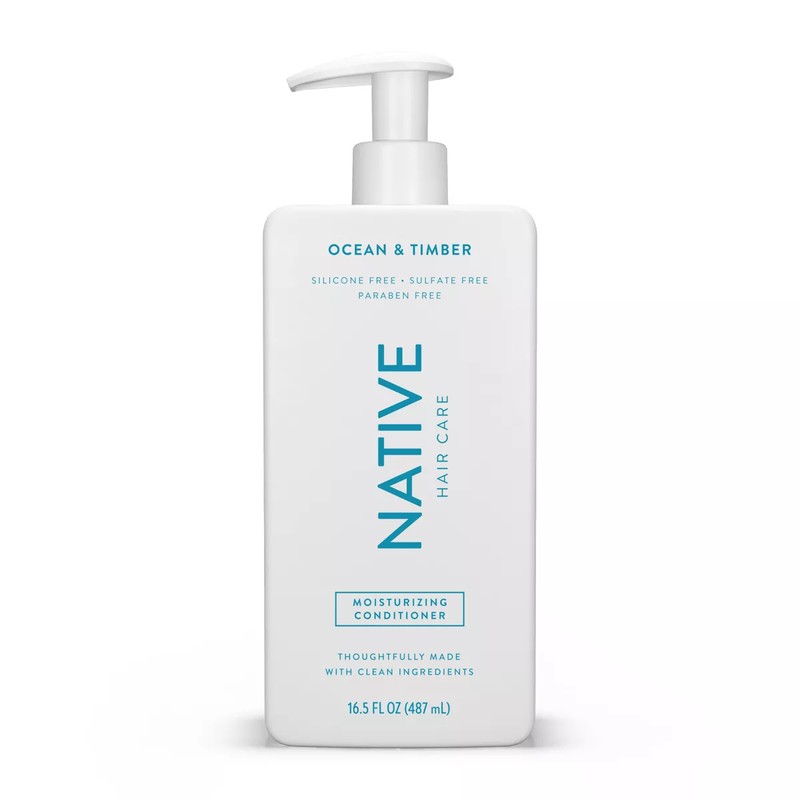 OCEAN & TIMBER
SILICONE FREE • SULFATE FREE
PARABEN FREE
NATIVE
HAIR CARE
MOISTURIZING
CONDITIONER
THOUGHTFULLY MADE
WITH CLEAN INGREDIENTS
16.5 FL OZ (487 mL)